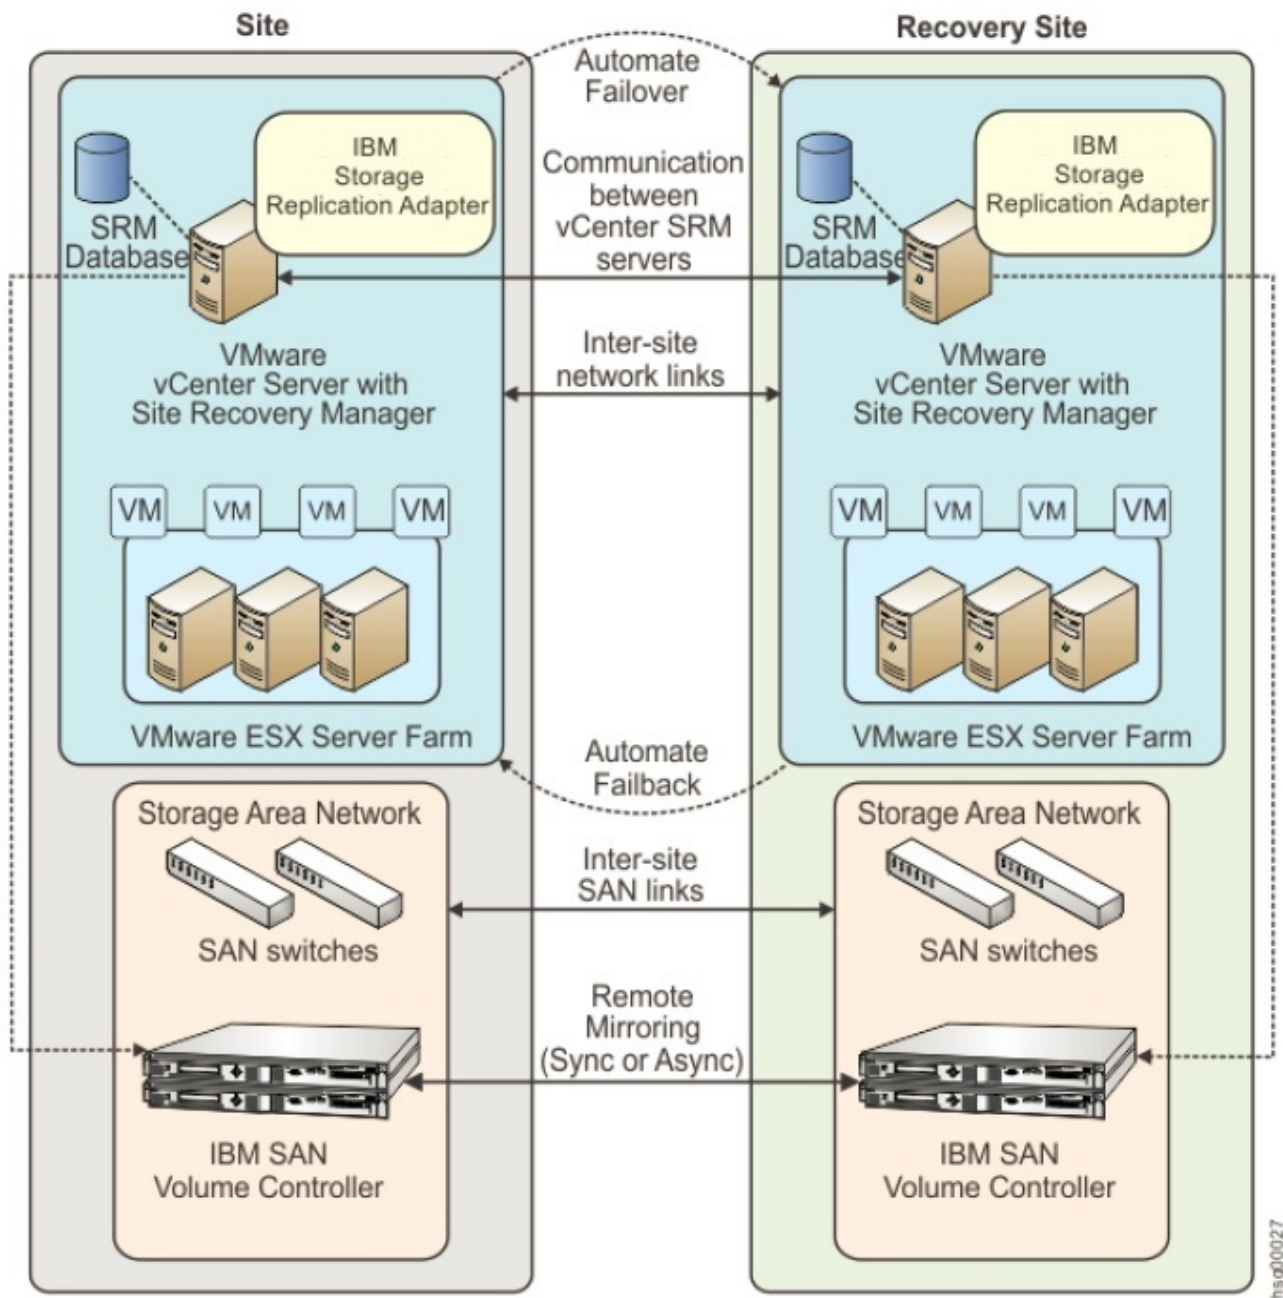 Site
Recovery Site
Automate
Failover
IBM
Storage
Replication Adapter
SRM
Database
Communication
between
vCenter SRM
servers
IBM
Storage
Replication Adapter
SRM
Database
VMware
vCenter Server with
Site Recovery Manager
Inter-site
network links
VMware
vCenter Server with
Site Recovery Manager
VM
VM
VM
VM
VM
VM
VM
VM
VMware ESX Server Farm
Automate
Failback
VMware ESX Server Farm
Storage Area Network
SAN switches
Inter-site
SAN links
Storage Area Network
SAN switches
Remote
Mirroring
(Sync or Async)
IBM SAN
Volume Controller
IBM SAN
Volume Controller